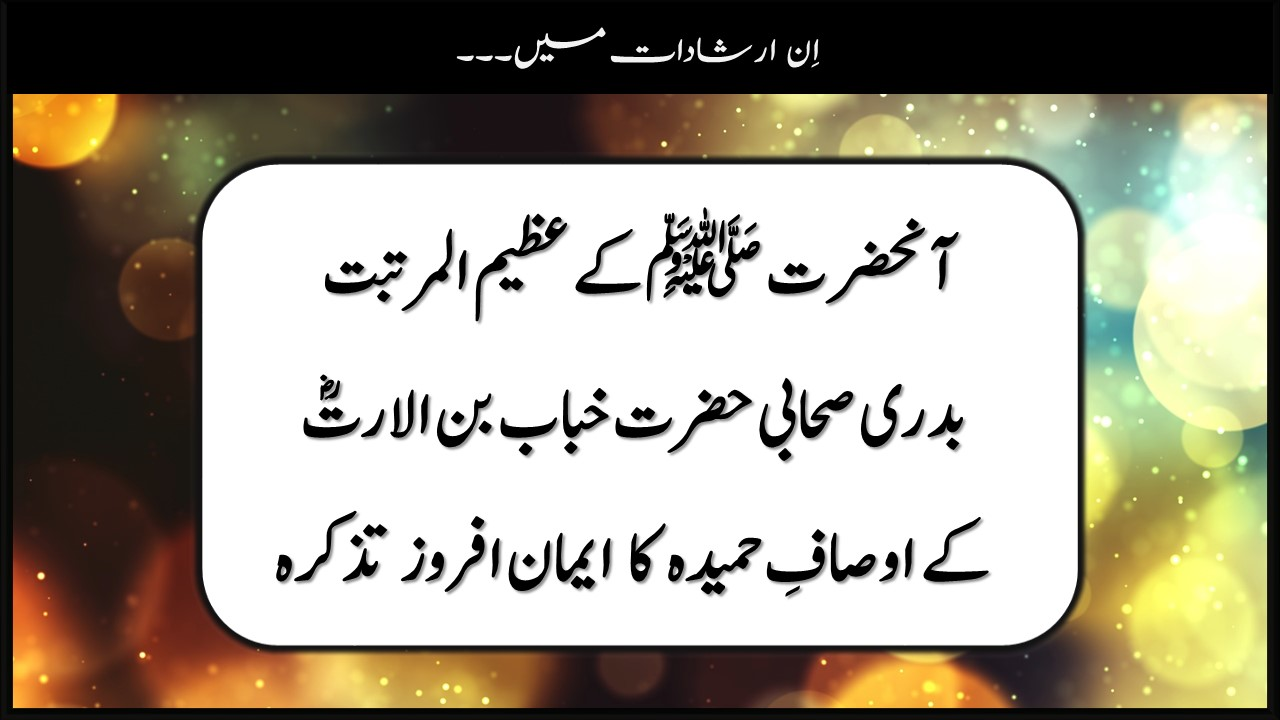 اِن ارشادات میں۔۔۔
آنحضرت ﷺ کے عظیم المرتبت
بدری صحابی حضرت خباب بن الارتؓ
کے اوصافِ حمیدہ کا ایمان افروز تذکرہ